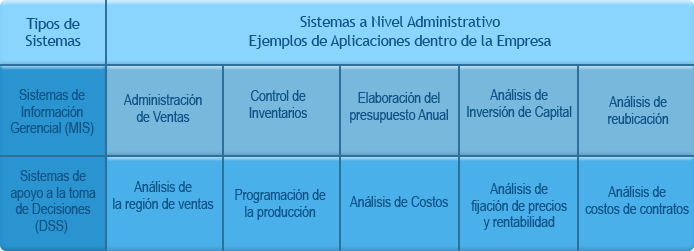 Tipos de
Sistemas
Sistemas a Nivel Administrativo
Ejemplos de Aplicaciones dentro de la Empresa
Sistemas de
Información
Gerencial (MIS)
Administración
de Ventas
Control de
Inventarios
Elaboración del
presupuesto Anual
Análisis de
Inversión de Capital
Análisis de
reubicación
Sistemas de
apoyo a la toma
de Decisiones
(DSS)
Análisis de
la región de ventas
Programación de
la producción
Análisis de Costos
Análisis de
fijación de precios
y rentabilidad
Análisis de
costos de contratos